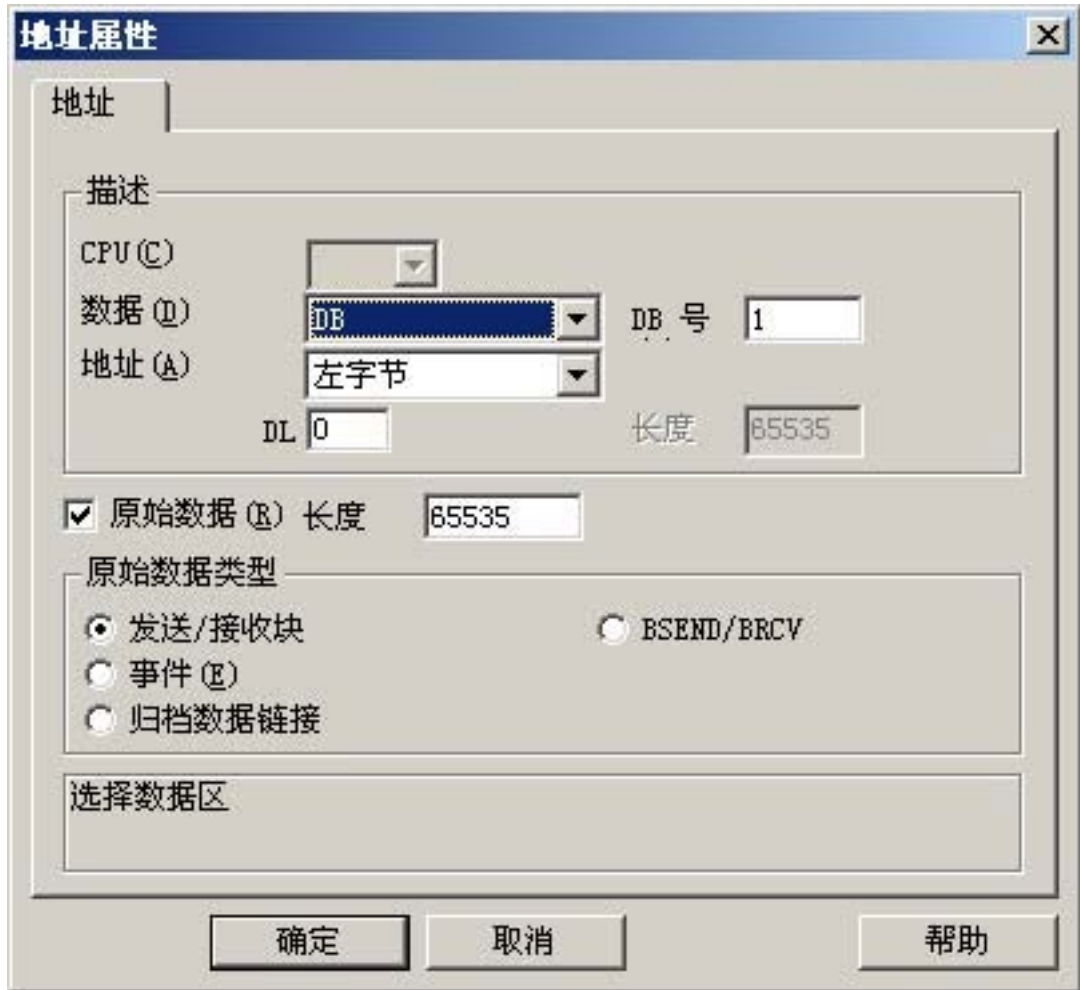 地址属性
地址
描述
CPU(C)
数据(D) DB DB 号 1
地址(A) 左字节
DL 0 长度 65535
原始数据(R) 长度 65535
原始数据类型
发送/接收块 BSEND/BRCV
事件(E)
归档数据链接
选择数据区
确定 取消 帮助